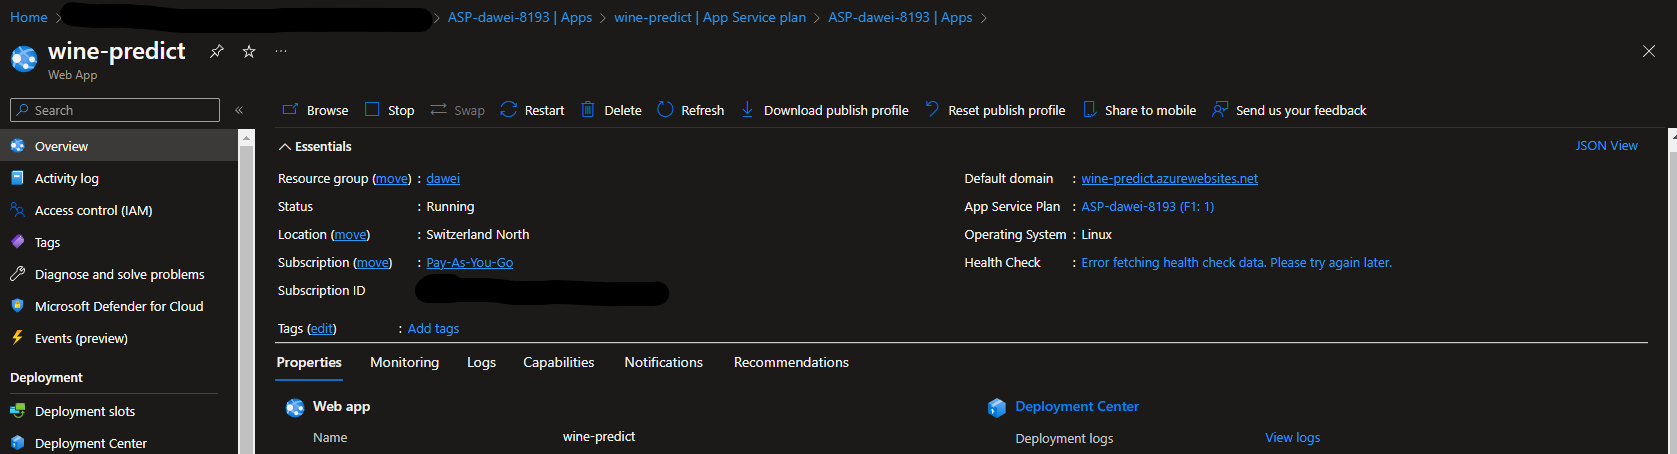 Home > ASP-dawei-8193 | Apps > wine-predict | App Service plan > ASP-dawei-8193 | Apps >
wine-predict
Web App
Search
«
Browse Stop Swap Restart Delete Refresh Download publish profile Reset publish profile Share to mobile Send us your feedback
Overview
Activity log
Access control (IAM)
Tags
Diagnose and solve problems
Microsoft Defender for Cloud
Events (preview)
Deployment
Deployment slots
Deployment Center
Essentials
JSON View
Resource group (move) : dawei
Status : Running
Location (move) : Switzerland North
Subscription (move) : Pay-As-You-Go
Subscription ID
Default domain : wine-predict.azurewebsites.net
App Service Plan : ASP-dawei-8193 (F1: 1)
Operating System : Linux
Health Check : Error fetching health check data. Please try again later.
Tags (edit) : Add tags
Properties Monitoring Logs Capabilities Notifications Recommendations
Web app
Name wine-predict
Deployment Center
Deployment logs View logs